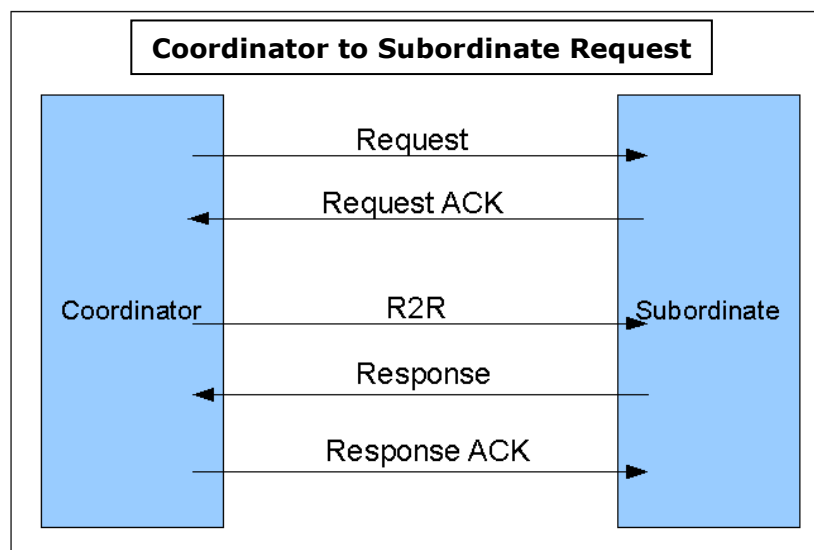 Coordinator to Subordinate Request
Request
Request ACK
Coordinator
R2R
Subordinate
Response
Response ACK